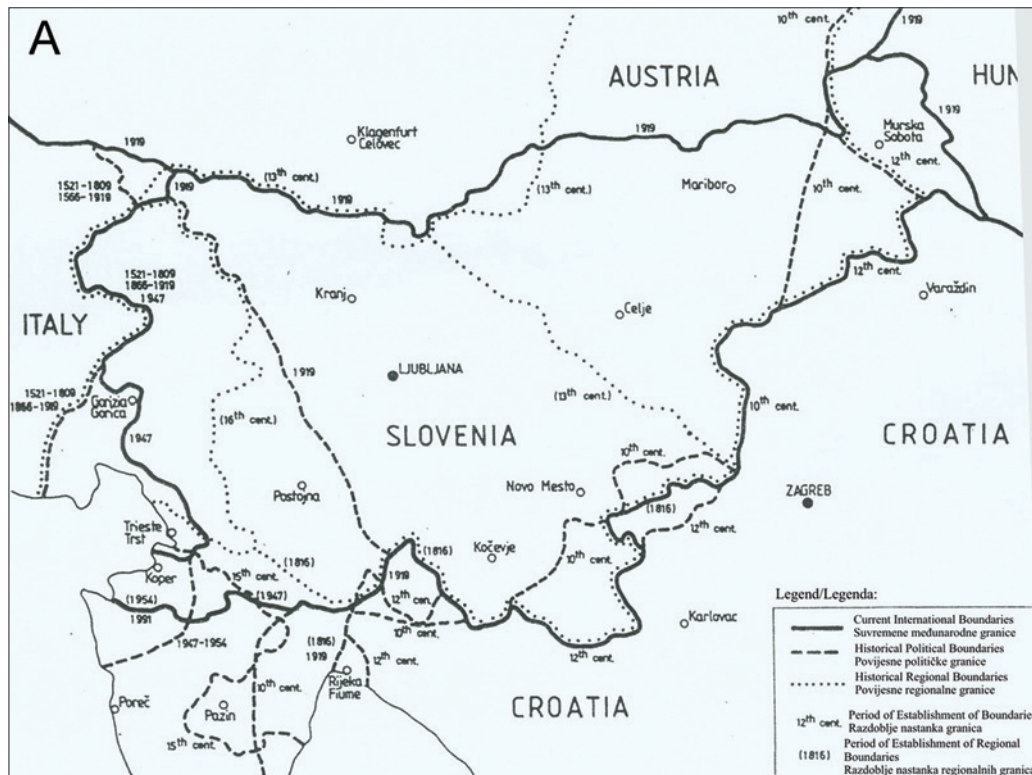 A
10th cent.
AUSTRIA
HUN
1919
1919
1919
1919
Klagenfurt
Celovec
Murska
Sobota
12th cent.
1521-1809
1566-1919
1919
(13th cent.)
1919
(13th cent.)
Maribor
10th cent.
12th cent.
1521-1809
1866-1919
1947
Kranj
Celje
Varaždin
ITALY
LJUBLJANA
1919
1521-1809
1866-1919
Gorizia
Gorica
(13th cent.)
10th cent.
(16th cent.)
1947
SLOVENIA
CROATIA
10th cent.
Postojna
Novo Mesto
ZAGREB
(1816)
12th cent.
Trieste
Trst
Koper
15th cent.
(1816)
(1816)
Kočevje
10th cent.
1919
12th cen.
(1954)
1991
(1947)
10th cent.
Karlovac
1947-1954
(1816)
1919
12th cent.
12th cent.
Rijeka
Fiume
10th cent.
Poreč
Pazin
15th cent.
CROATIA
Legend/Legenda:
Current International Boundaries
Suvremene međunarodne granice
Historical Political Boundaries
Povijesne političke granice
Historical Regional Boundaries
Povijesne regionalne granice
12th cent.
Period of Establishment of Boundarie
Razdoblje nastanka granica
(1816)
Period of Establishment of Regional
Boundaries
Razdoblje nastanka regionalnih granica